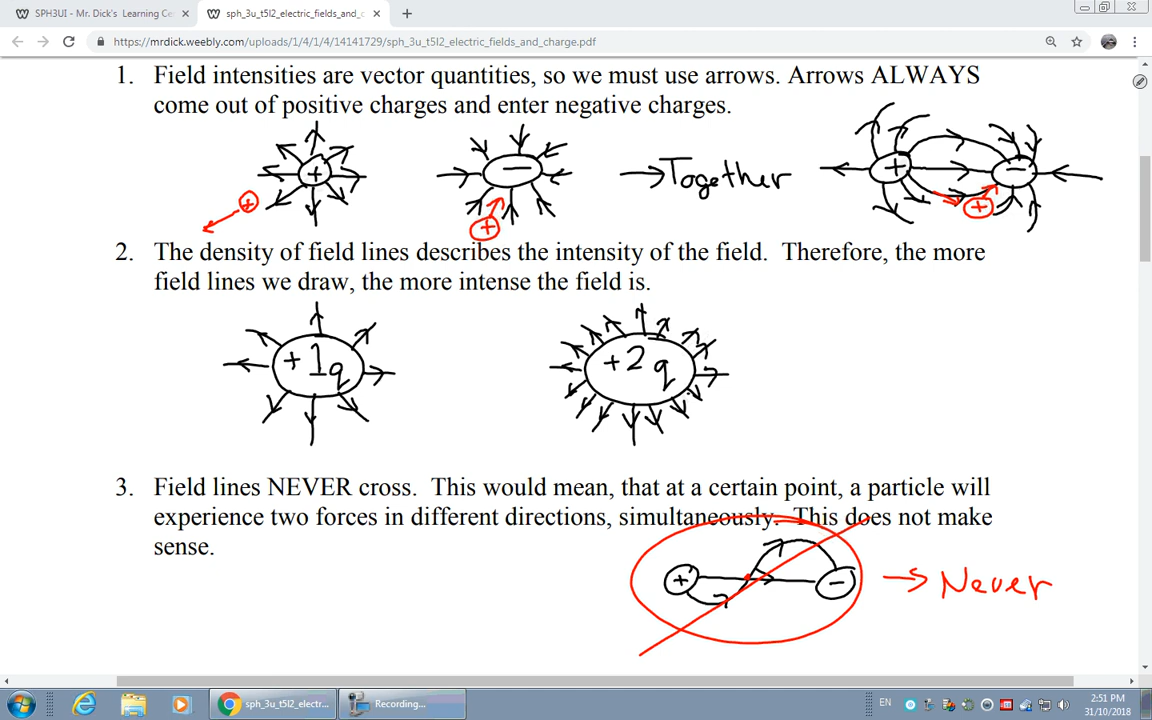 SPH3UI - Mr. Dick's Learning Ce
sph_3u_t5l2_electric_fields_and_c
https://mrdick.weebly.com/uploads/1/4/1/4/14141729/sph_3u_t5l2_electric_fields_and_charge.pdf
1. Field intensities are vector quantities, so we must use arrows. Arrows ALWAYS
come out of positive charges and enter negative charges.
+ − → Together + −
+ + +
2. The density of field lines describes the intensity of the field. Therefore, the more
field lines we draw, the more intense the field is.
+1q +2q
3. Field lines NEVER cross. This would mean, that at a certain point, a particle will
experience two forces in different directions, simultaneously. This does not make
sense.
+ − → Never
sph_3u_t5l2_electr...
Recording...
EN
2:51 PM
31/10/2018